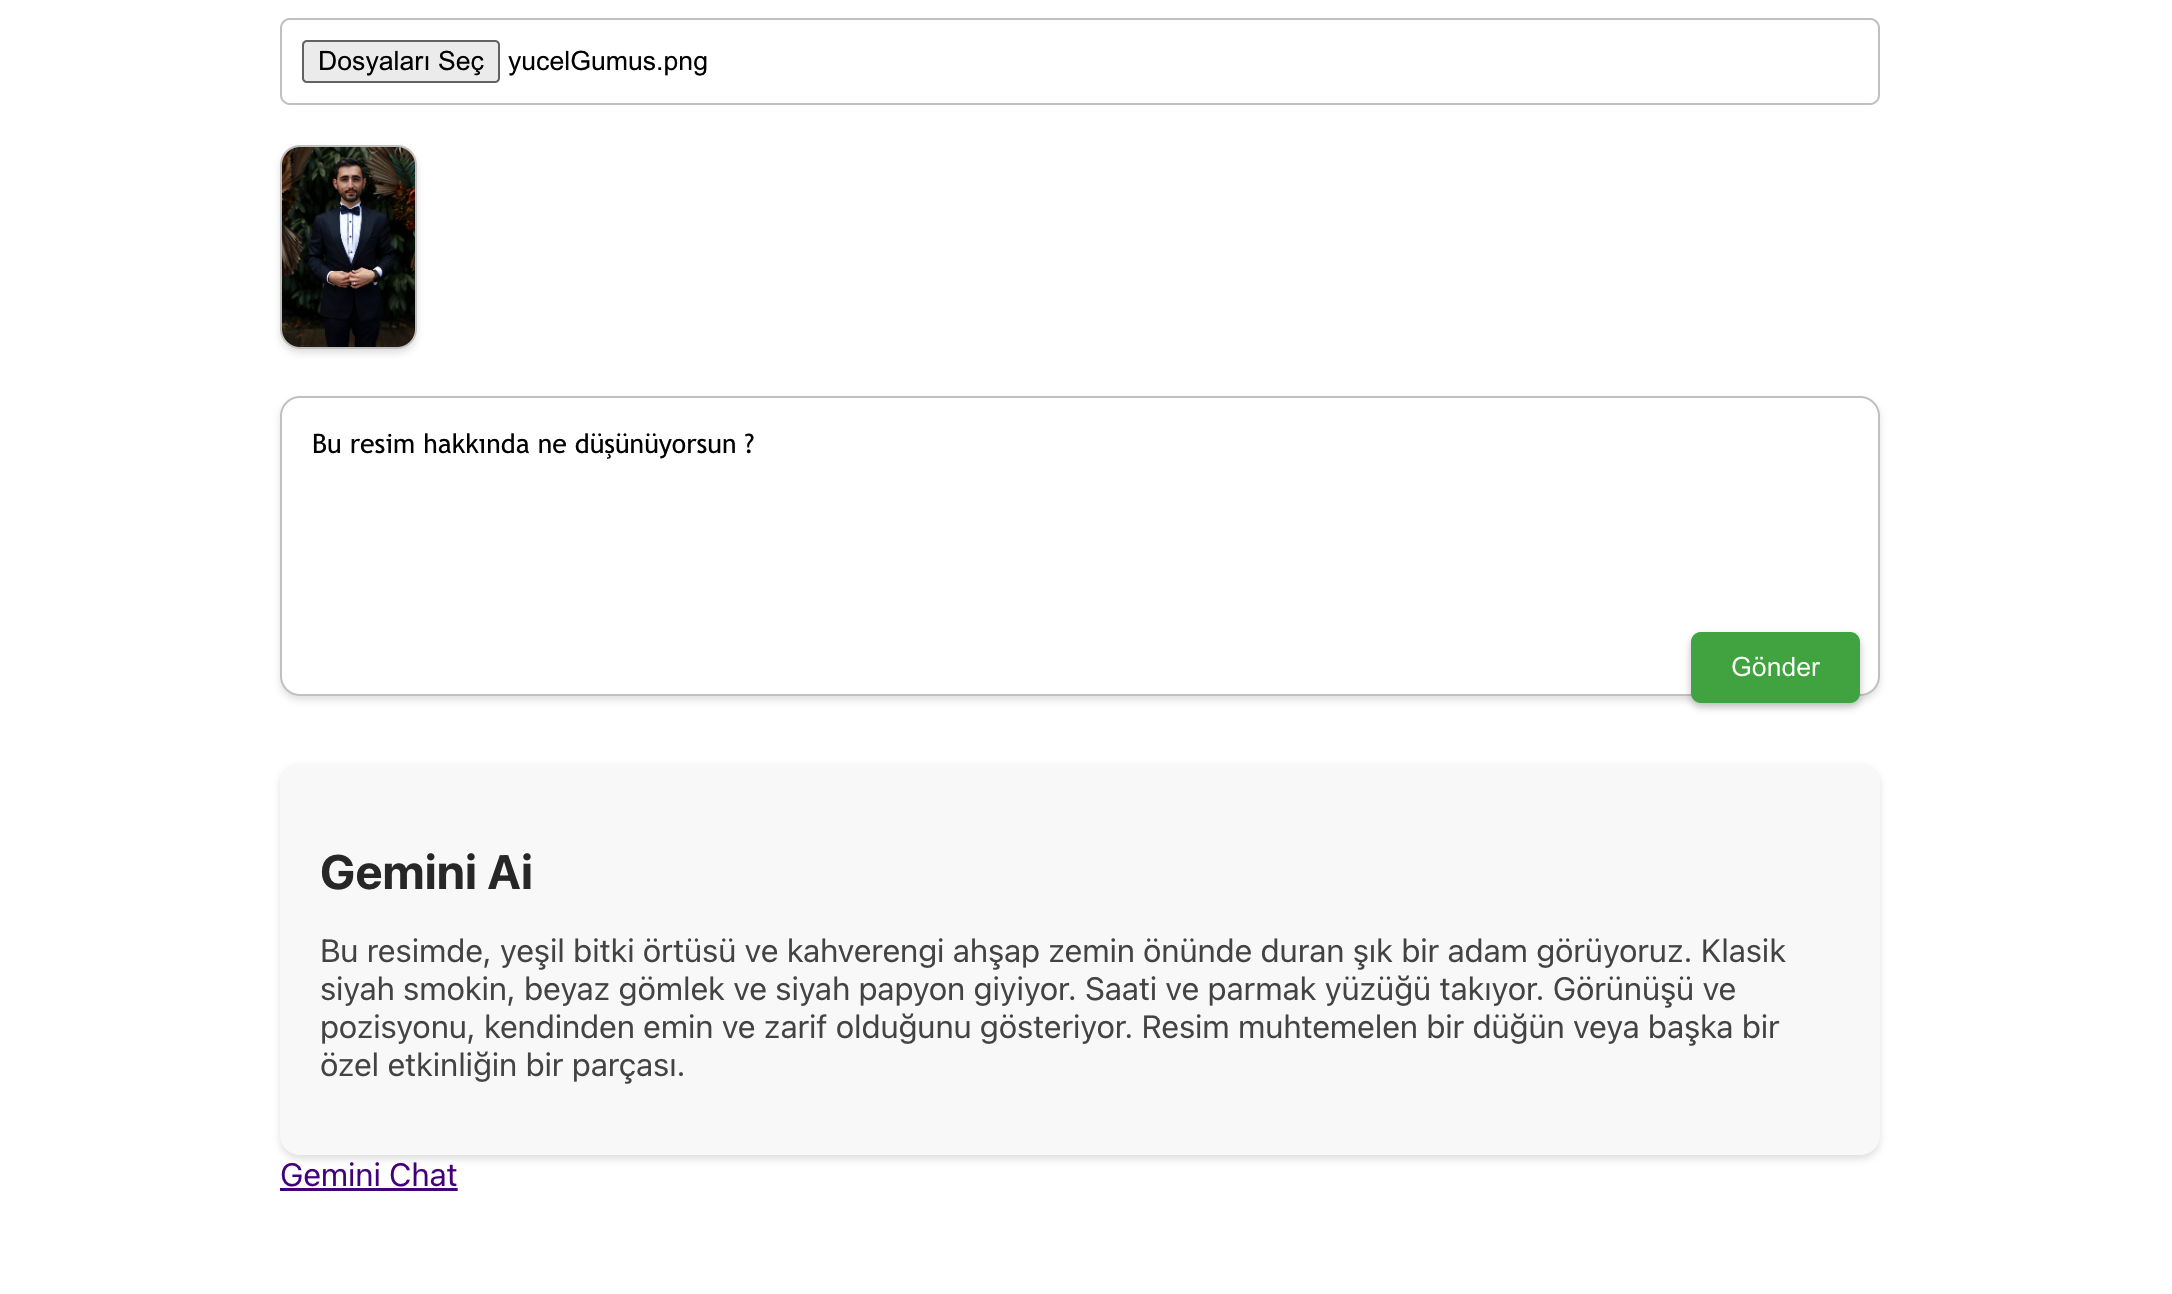 Dosyaları Seç yucelGumus.png
Bu resim hakkında ne düşünüyorsun ?
Gönder
Gemini Ai
Bu resimde, yeşil bitki örtüsü ve kahverengi ahşap zemin önünde duran şık bir adam görüyoruz. Klasik
siyah smokin, beyaz gömlek ve siyah papyon giyiyor. Saati ve parmak yüzüğü takıyor. Görünüşü ve
pozisyonu, kendinden emin ve zarif olduğunu gösteriyor. Resim muhtemelen bir düğün veya başka bir
özel etkinliğin bir parçası.
Gemini Chat